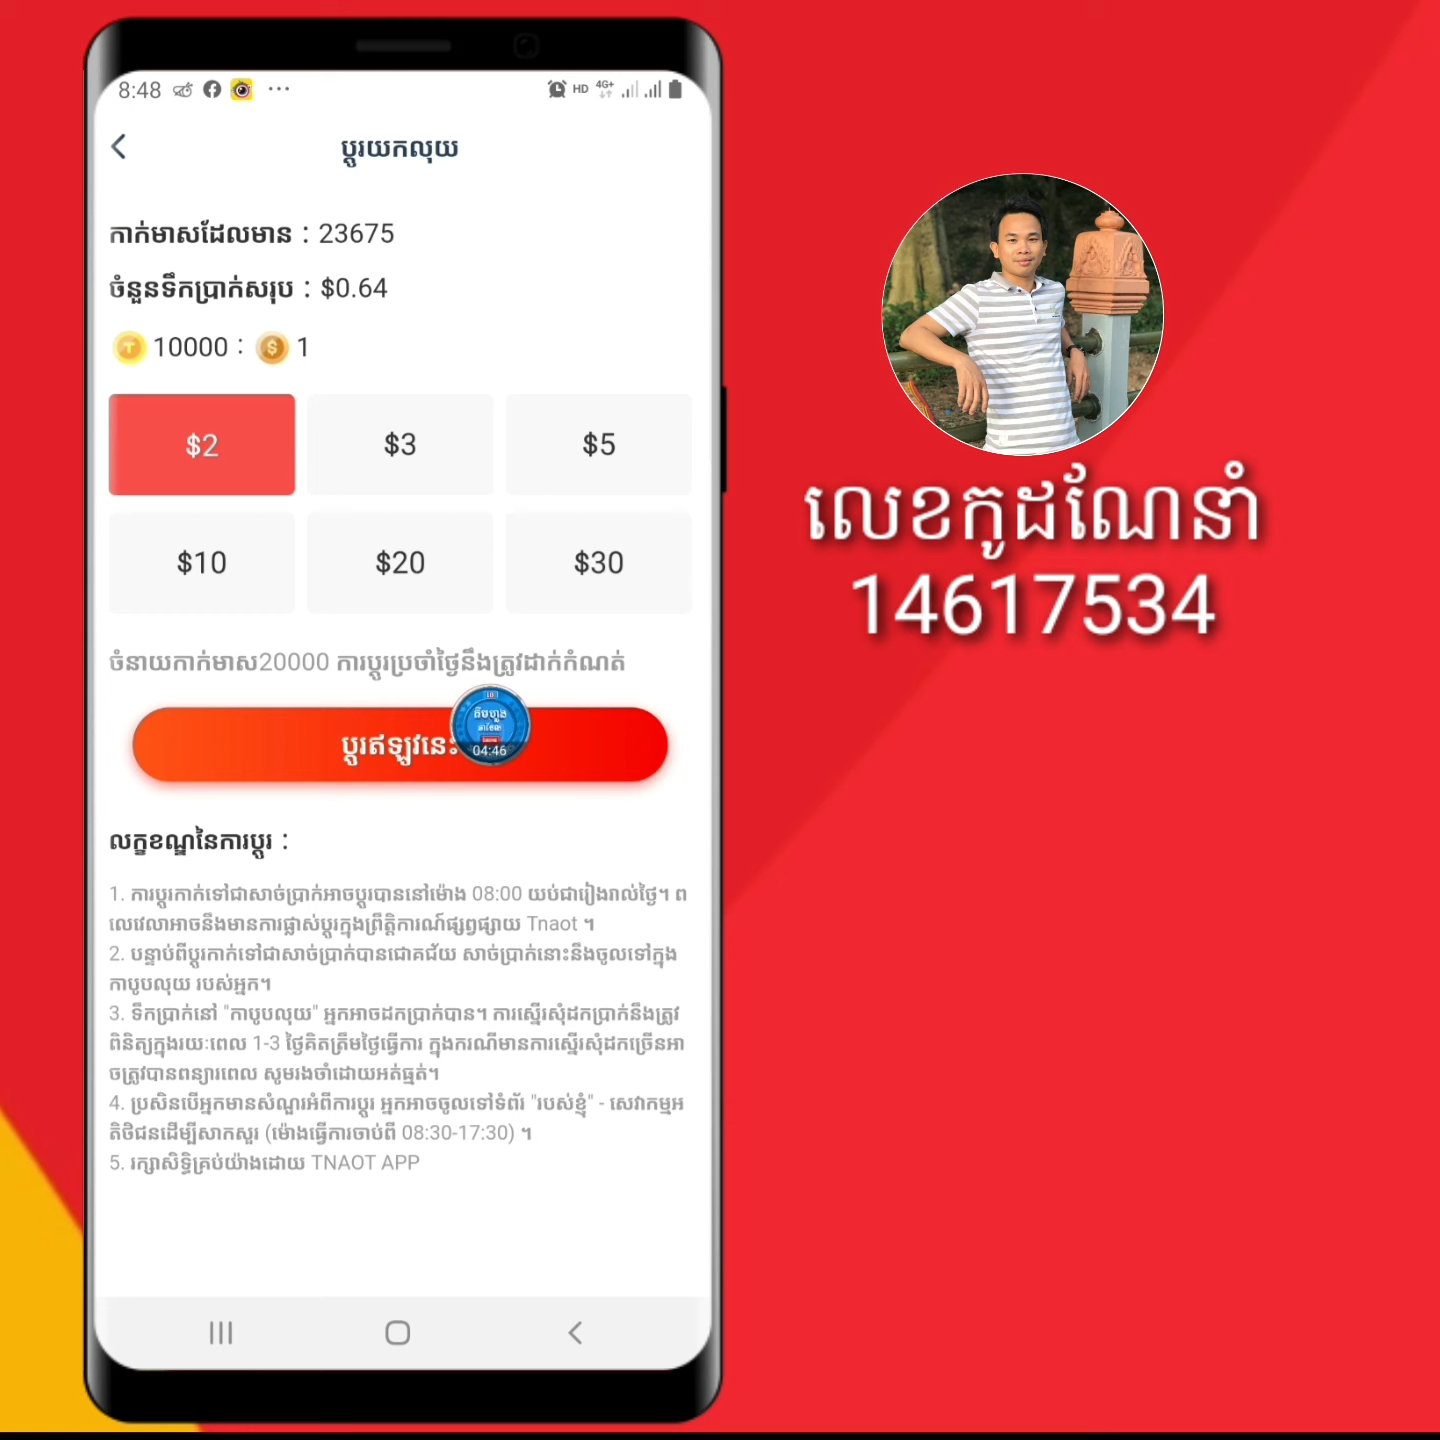 8:48
HD 4G+
ប្ដូរយកលុយ
កាក់មាសដែលមាន : 23675
ចំនួនទឹកប្រាក់សរុប : $0.64
10000 : 1
$2 $3 $5
$10 $20 $30
ចំនាយកាក់មាស20000 ការប្ដូរប្រចាំថ្ងៃនឹងត្រូវដាក់កំណត់
ប្ដូរឥឡូវនេះ
04:46
លក្ខខណ្ឌនៃការប្ដូរ :
1. ការប្ដូរកាក់ទៅជាសាច់ប្រាក់អាចប្ដូរបាននៅម៉ោង 08:00 យប់ជារៀងរាល់ថ្ងៃ។ ព
លេវេលាអាចនឹងមានការផ្លាស់ប្ដូរក្នុងព្រឹត្តិការណ៍ផ្សព្វផ្សាយ Tnaot ។
2. បន្ទាប់ពីប្ដូរកាក់ទៅជាសាច់ប្រាក់បានជោគជ័យ សាច់ប្រាក់នោះនឹងចូលទៅក្នុង
កាបូបលុយ របស់អ្នក។
3. ទឹកប្រាក់នៅ "កាបូបលុយ" អ្នកអាចដកប្រាក់បាន។ ការស្នើរសុំដកប្រាក់នឹងត្រូវ
ពិនិត្យក្នុងរយៈពេល 1-3 ថ្ងៃគិតត្រឹមថ្ងៃធ្វើការ ក្នុងករណីមានការស្នើរសុំដកច្រើនអា
ចត្រូវបានពន្យារពេល សូមរងចាំដោយអត់ធ្មត់។
4. ប្រសិនបើអ្នកមានសំណួរអំពីការប្ដូរ អ្នកអាចចូលទៅទំព័រ "របស់ខ្ញុំ" - សេវាកម្មអ
តិថិជនដើម្បីសាកសួរ (ម៉ោងធ្វើការចាប់ពី 08:30-17:30) ។
5. រក្សាសិទ្ធិគ្រប់យ៉ាងដោយ TNAOT APP
លេខកូដណែនាំ
14617534